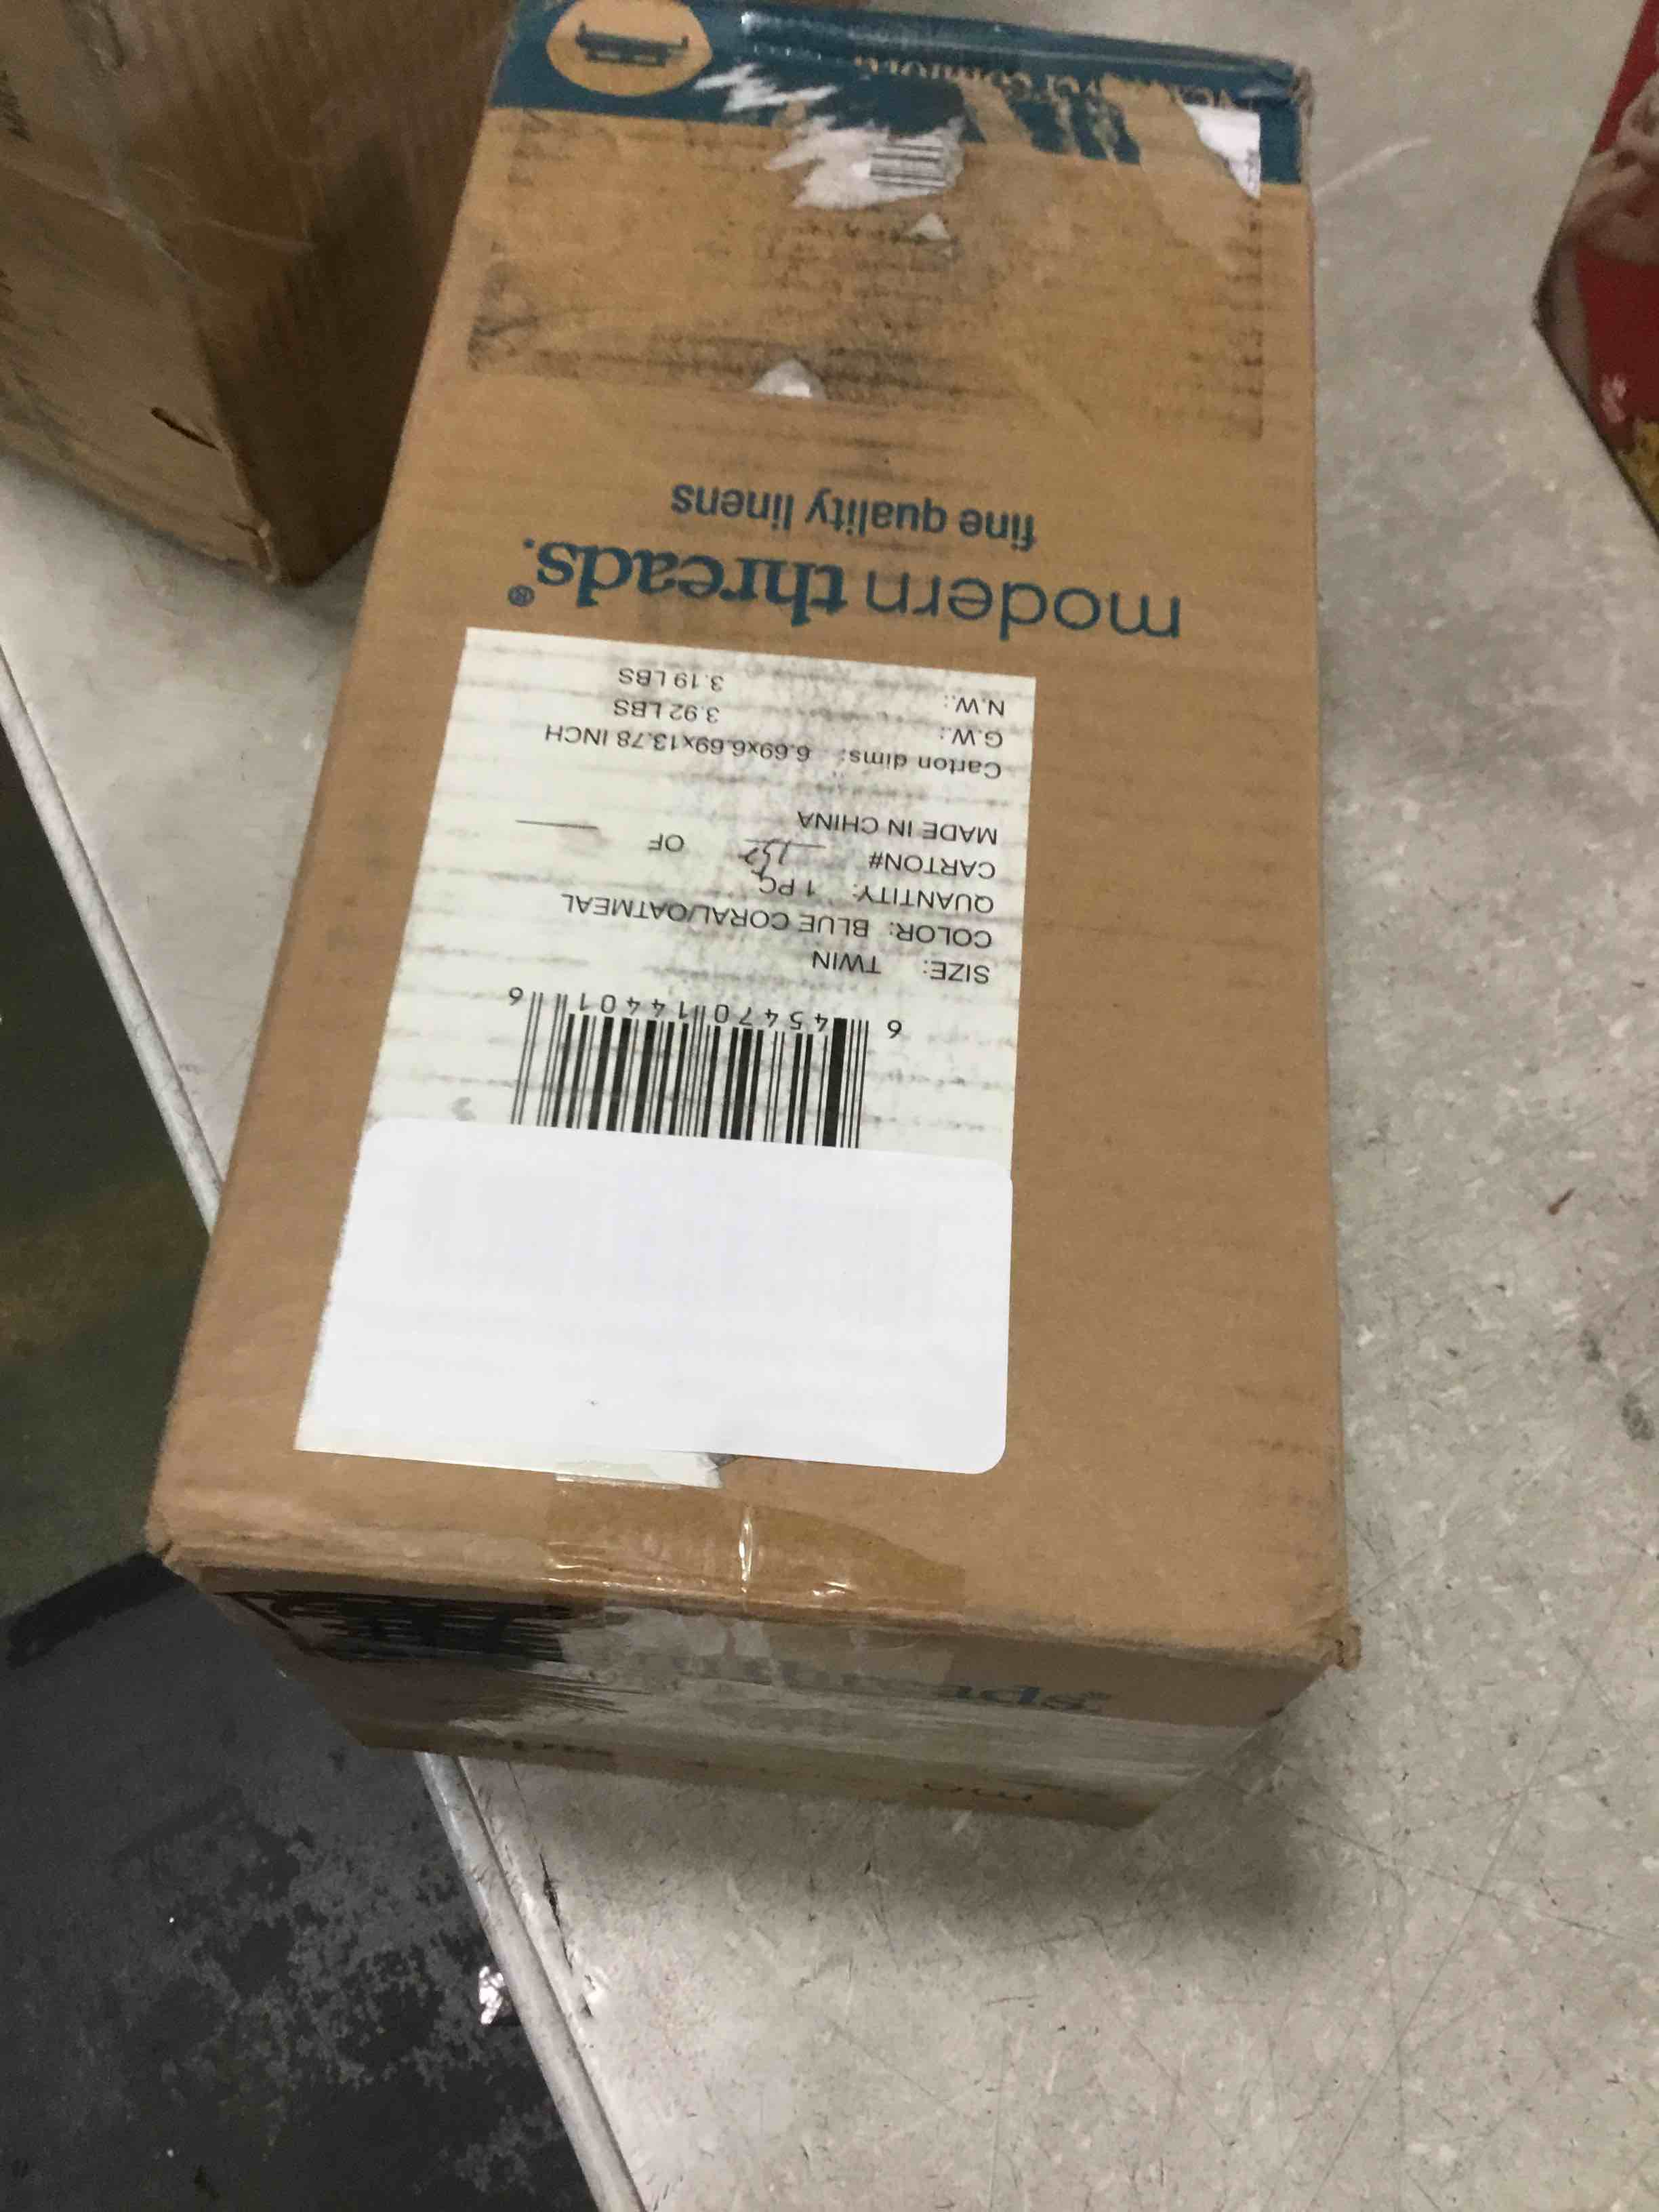 6 45470 14401 6
SIZE: TWIN
COLOR: BLUE CORAL/OATMEAL
QUANTITY: 1 PC
CARTON# 157 OF
MADE IN CHINA
Carton dims: 6.69x6.69x13.78 INCH
G.W.: 3.92 LBS
N.W.: 3.19 LBS
modern threads.®
fine quality linens